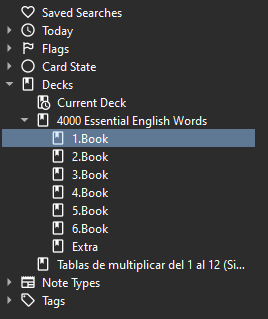 Saved Searches
Today
Flags
Card State
Decks
Current Deck
4000 Essential English Words
1.Book
2.Book
3.Book
4.Book
5.Book
6.Book
Extra
Tablas de multiplicar del 1 al 12 (Si...
Note Types
Tags